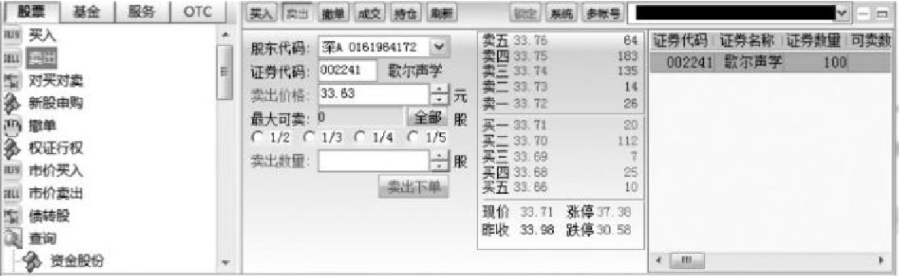 股票 基金 服务 OTC
买入 卖出 撤单 成交 持仓 刷新 锁定 系统 多帐号
买入
卖出
对买对卖
新股申购
撤单
权证行权
市价买入
市价卖出
债转股
查询
资金股份
股东代码: 深A 0161964172
证券代码: 002241 歌尔声学
卖出价格: 33.63 元
最大可卖: 0 全部 股
1/2 1/3 1/4 1/5
卖出数量: 股
卖出下单
卖五 33.76 64
卖四 33.75 163
卖三 33.74 135
卖二 33.73 14
卖一 33.72 26
买一 33.71 20
买二 33.70 112
买三 33.69 7
买四 33.68 25
买五 33.66 10
现价 33.71 涨停 37.38
昨收 33.98 跌停 30.58
证券代码 证券名称 证券数量 可卖数
002241 歌尔声学 100